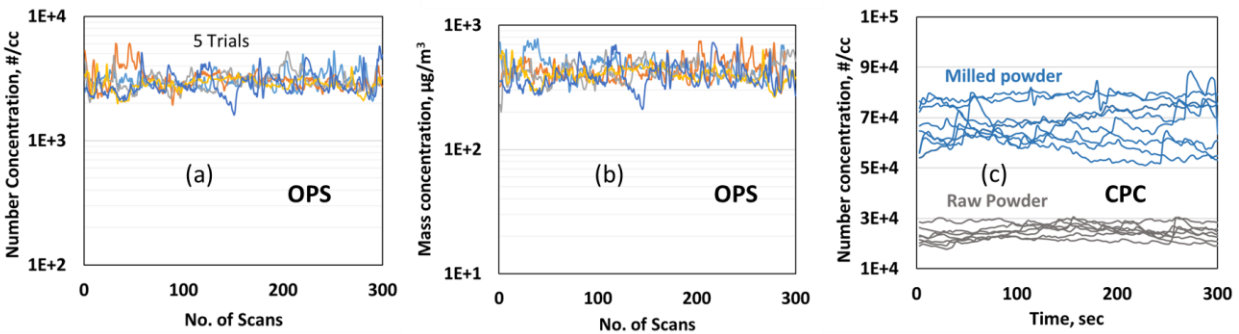 Number Concentration, #/cc
1E+4
1E+3
1E+2
5 Trials
(a)
OPS
0
100
200
300
No. of Scans
Mass concentration, µg/m³
1E+3
1E+2
1E+1
(b)
OPS
0
100
200
300
No. of Scans
Number concentration, #/cc
1E+5
9E+4
7E+4
5E+4
3E+4
1E+4
Milled powder
(c)
CPC
Raw Powder
0
100
200
300
Time, sec